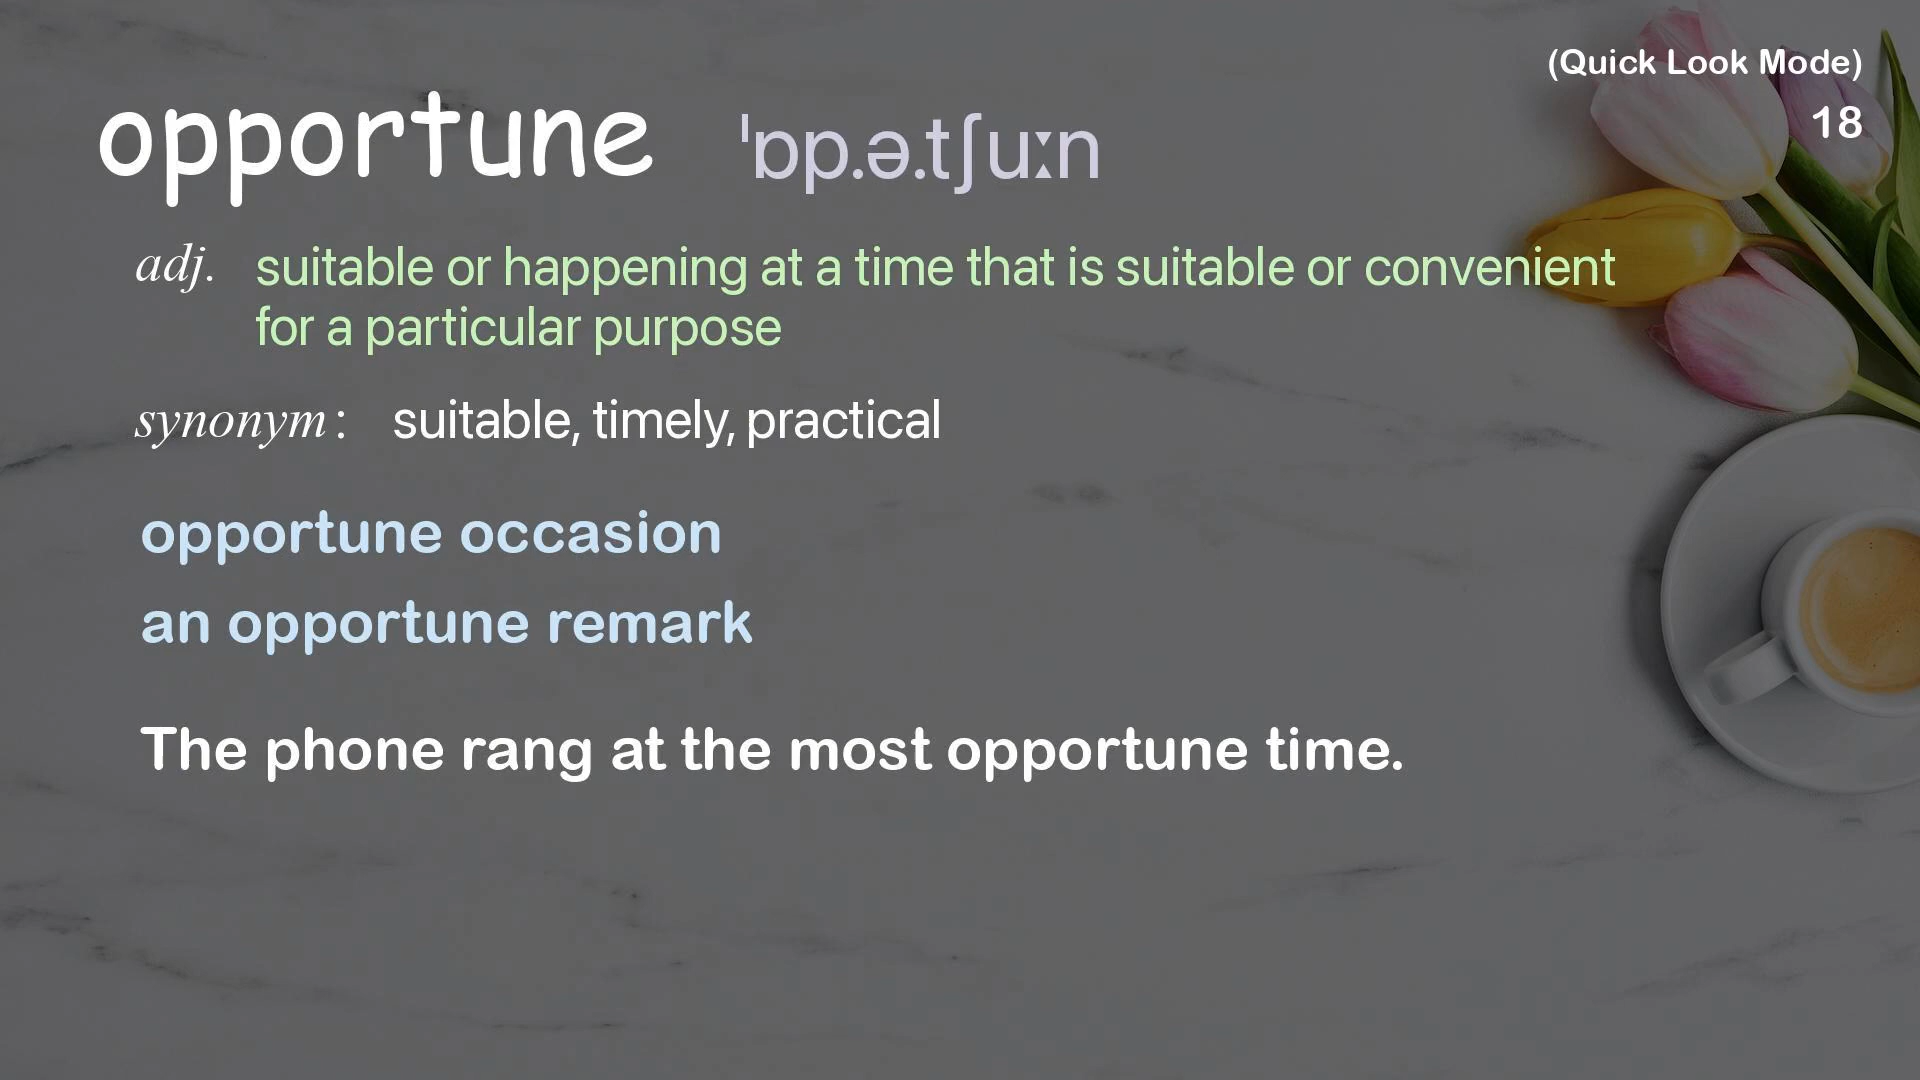 (Quick Look Mode)
18
opportune ˈɒp.ə.tʃuːn
adj. suitable or happening at a time that is suitable or convenient
for a particular purpose
synonym: suitable, timely, practical
opportune occasion
an opportune remark
The phone rang at the most opportune time.